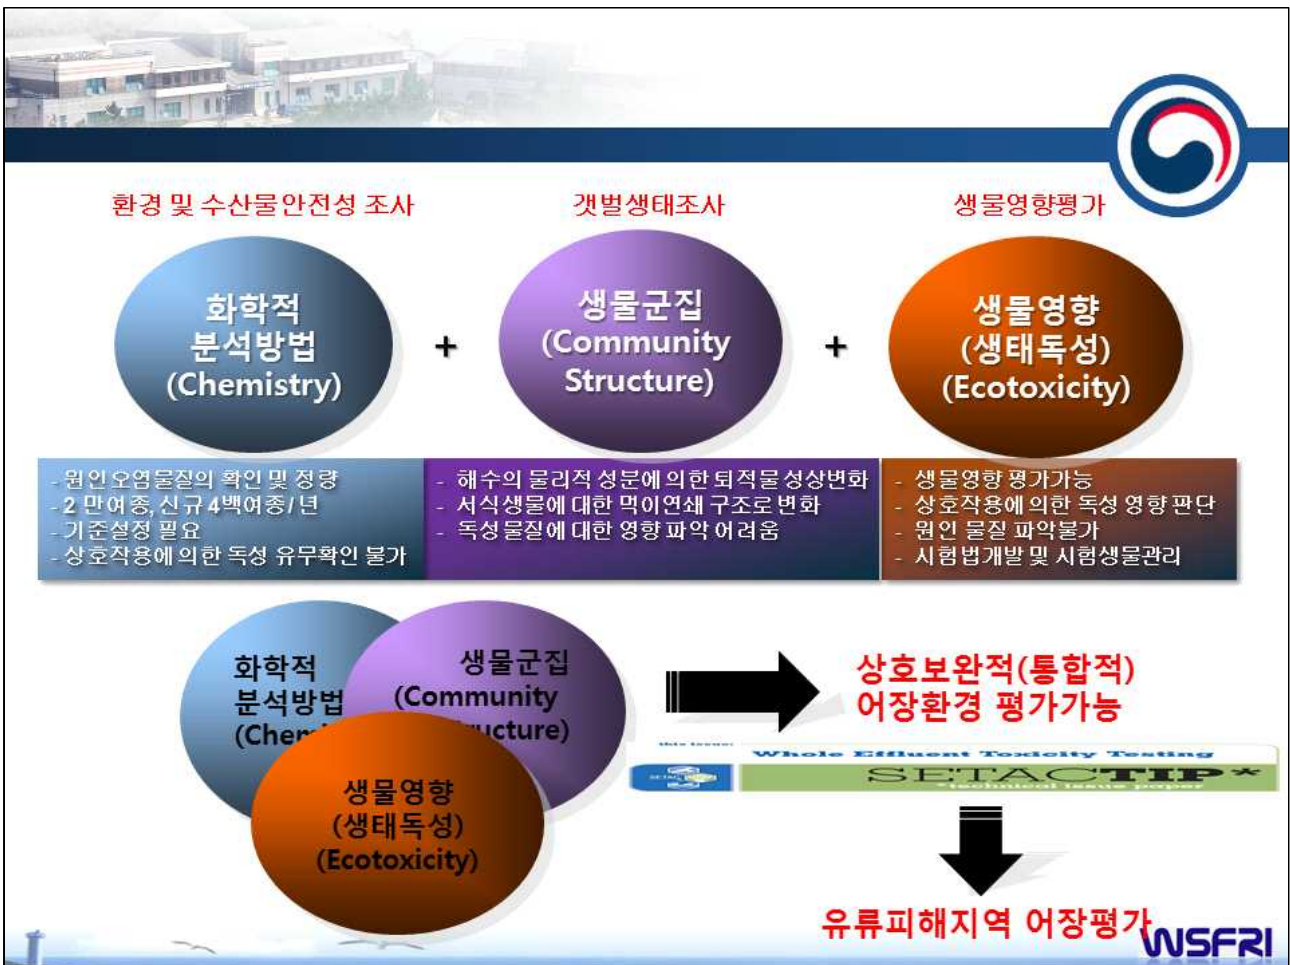 환경 및 수산물안전성 조사
갯벌생태조사
생물영향평가
화학적
분석방법
(Chemistry)
+
생물군집
(Community
Structure)
+
생물영향
(생태독성)
(Ecotoxicity)
- 원인오염물질의 확인 및 정량
- 2 만여종, 신규 4백여종/년
- 기준설정 필요
- 상호작용에 의한 독성 유무확인 불가
- 해수의 물리적 성분에 의한 퇴적물 성상변화
- 서식생물에 대한 먹이연쇄 구조로 변화
- 독성물질에 대한 영향 파악 어려움
- 생물영향 평가가능
- 상호작용에 의한 독성 영향 판단
- 원인 물질 파악불가
- 시험법개발 및 시험생물관리
화학적
분석방법
(Chem
생물군집
(Community
ructure)
생물영향
(생태독성)
(Ecotoxicity)
상호보완적(통합적)
어장환경 평가가능
this issue:
Whole Effluent Toxicity Testing
SETAC
SETACTIP*
*technical issue paper
유류피해지역 어장평가
WSFRI